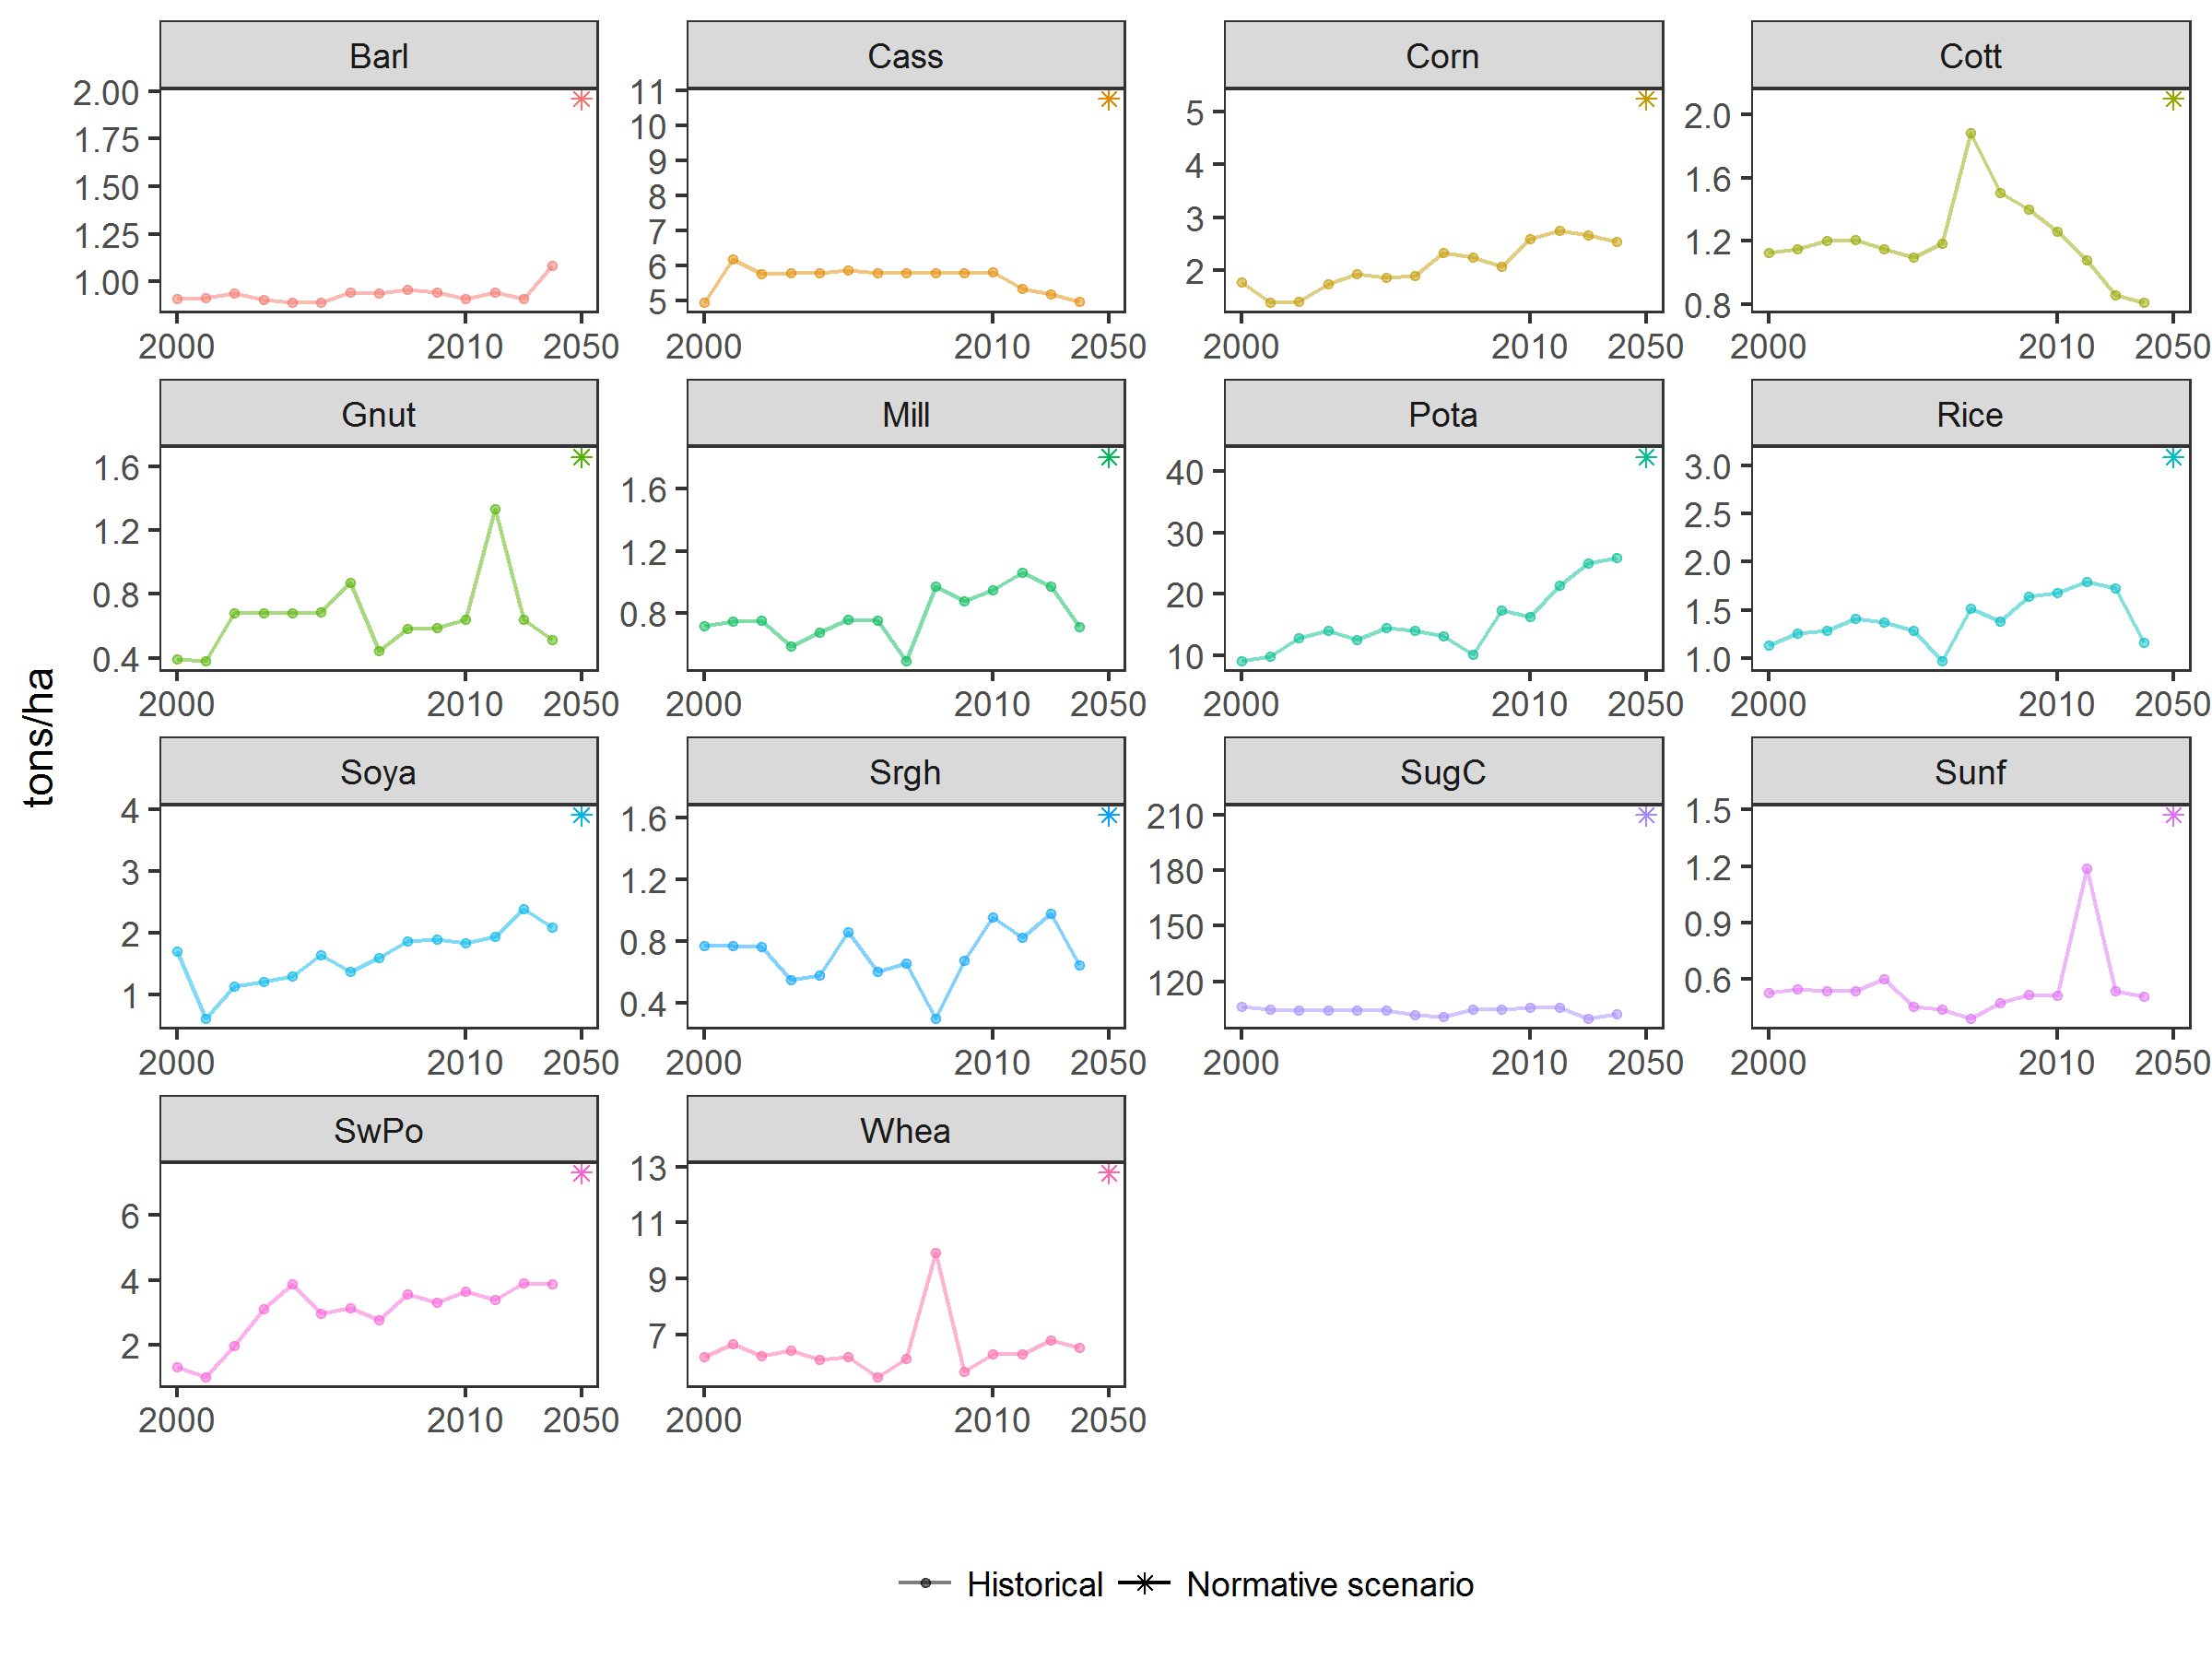 Barl Cass Corn Cott
2.00 1.75 1.50 1.25 1.00
11 10 9 8 7 6 5
5 4 3 2
2.0 1.6 1.2 0.8
2000 2010 2050 2000 2010 2050 2000 2010 2050 2000 2010 2050
Gnut Mill Pota Rice
1.6 1.2 0.8 0.4
1.6 1.2 0.8
40 30 20 10
3.0 2.5 2.0 1.5 1.0
2000 2010 2050 2000 2010 2050 2000 2010 2050 2000 2010 2050
tons/ha
Soya Srgh SugC Sunf
4 3 2 1
1.6 1.2 0.8 0.4
210 180 150 120
1.5 1.2 0.9 0.6
2000 2010 2050 2000 2010 2050 2000 2010 2050 2000 2010 2050
SwPo Whea
6 4 2
13 11 9 7
2000 2010 2050 2000 2010 2050
Historical Normative scenario